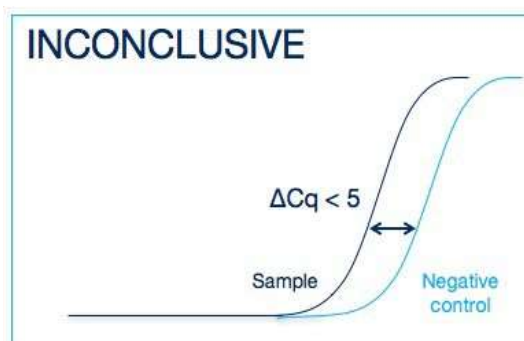 INCONCLUSIVE
ΔCq < 5
Sample
Negative
control